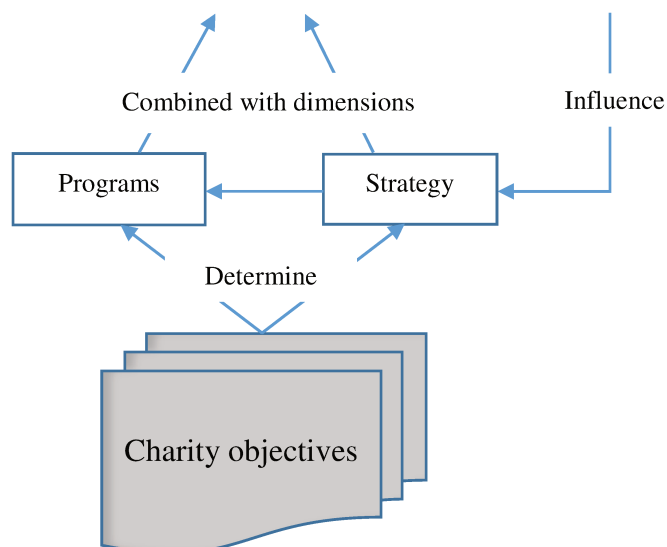 Combined with dimensions
Influence
Programs
Strategy
Determine
Charity objectives